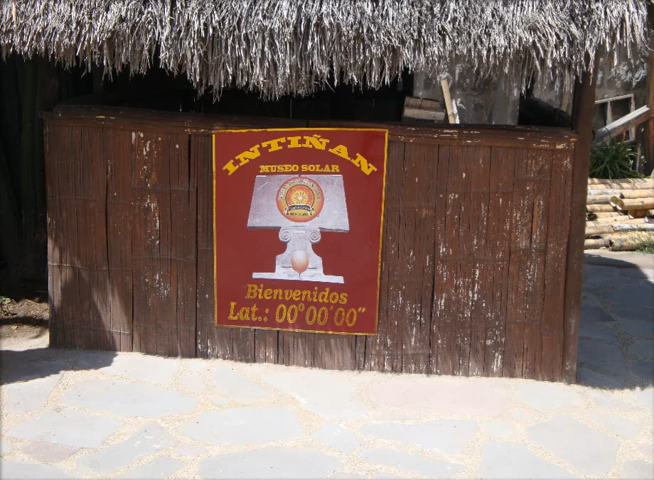 INTIÑAN
MUSEO SOLAR
Bienvenidos
Lat.: 00°00'00"